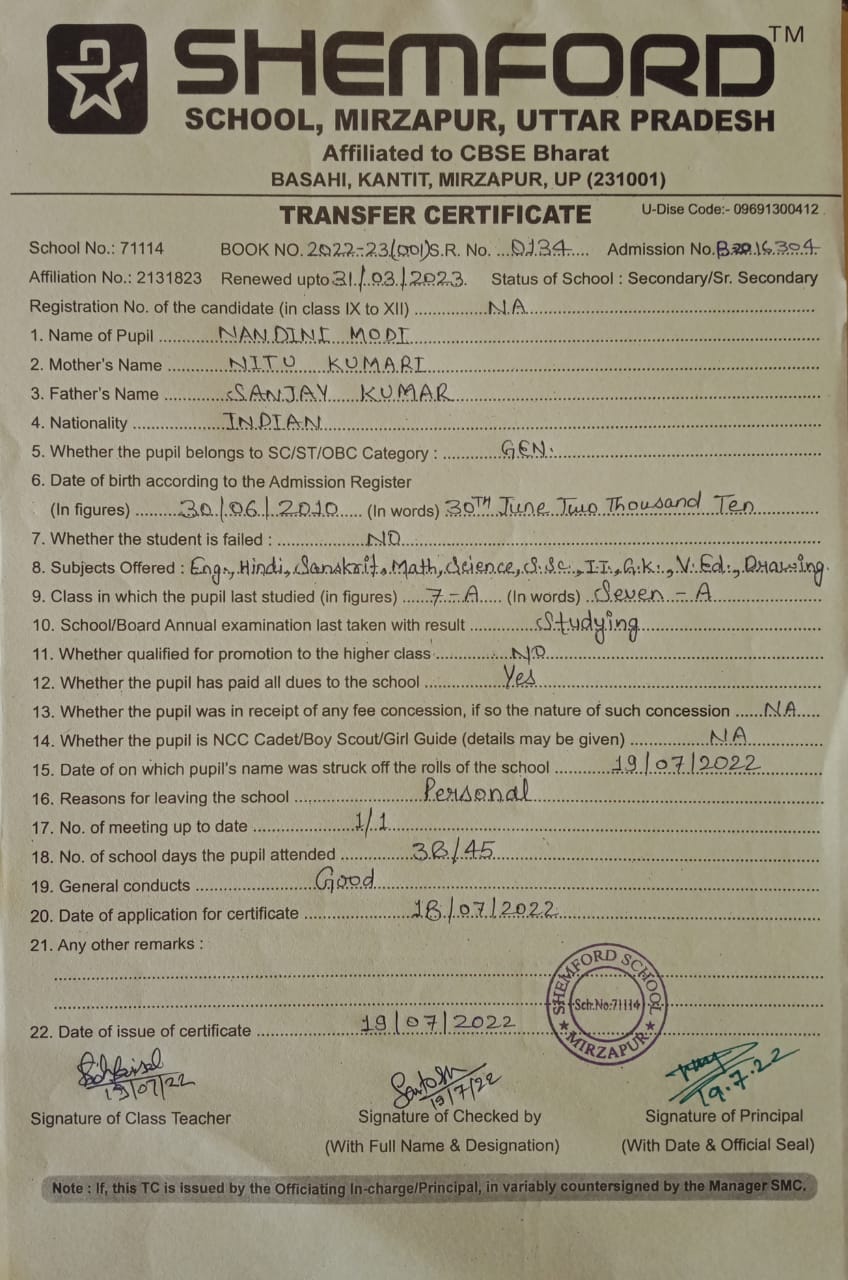 SHEMFORD™
SCHOOL, MIRZAPUR, UTTAR PRADESH
Affiliated to CBSE Bharat
BASAHI, KANTIT, MIRZAPUR, UP (231001)
TRANSFER CERTIFICATE U-Dise Code:- 09691300412
School No.: 71114 BOOK NO. 2022-23(001) S.R. No. 0134 Admission No.
Affiliation No.: 2131823 Renewed upto 31/03/2023. Status of School : Secondary/Sr. Secondary
Registration No. of the candidate (in class IX to XII) NA
1. Name of Pupil NANDINI MODI
2. Mother's Name NITU KUMARI
3. Father's Name SANJAY KUMAR
4. Nationality INDIAN
5. Whether the pupil belongs to SC/ST/OBC Category : GEN.
6. Date of birth according to the Admission Register
(In figures) 30/06/2010 (In words) 30TH June Two Thousand Ten
7. Whether the student is failed : NO
8. Subjects Offered : Eng., Hindi, Sanskrit, Math, Science, S.Sc., I.T., G.K., V.Ed., Drawing.
9. Class in which the pupil last studied (in figures) 7-A (In words) Seven-A
10. School/Board Annual examination last taken with result Studying
11. Whether qualified for promotion to the higher class NO
12. Whether the pupil has paid all dues to the school Yes
13. Whether the pupil was in receipt of any fee concession, if so the nature of such concession NA
14. Whether the pupil is NCC Cadet/Boy Scout/Girl Guide (details may be given) NA
15. Date of on which pupil's name was struck off the rolls of the school 19/07/2022
16. Reasons for leaving the school Personal
17. No. of meeting up to date 1/1
18. No. of school days the pupil attended 38/45
19. General conducts Good
20. Date of application for certificate 18/07/2022
21. Any other remarks :
SHEMFORD SCHOOL
Sch.No:71114
★ MIRZAPUR ★
22. Date of issue of certificate 19/07/2022
19/07/22 Santosh 19/7/22 19.7.22
Signature of Class Teacher Signature of Checked by Signature of Principal
(With Full Name & Designation) (With Date & Official Seal)
Note : If, this TC is issued by the Officiating In-charge/Principal, in variably countersigned by the Manager SMC.